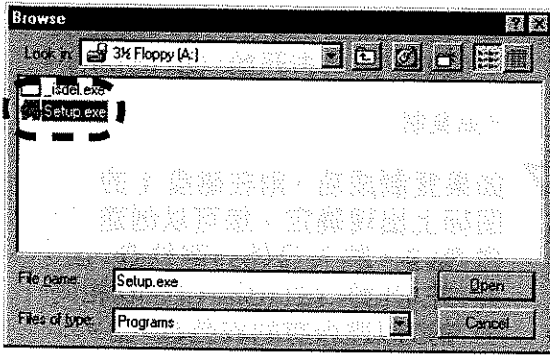 Browse
Look in: 3½ Floppy (A:)
_isdel.exe
Setup.exe
File name: Setup.exe Open
Files of type: Programs Cancel